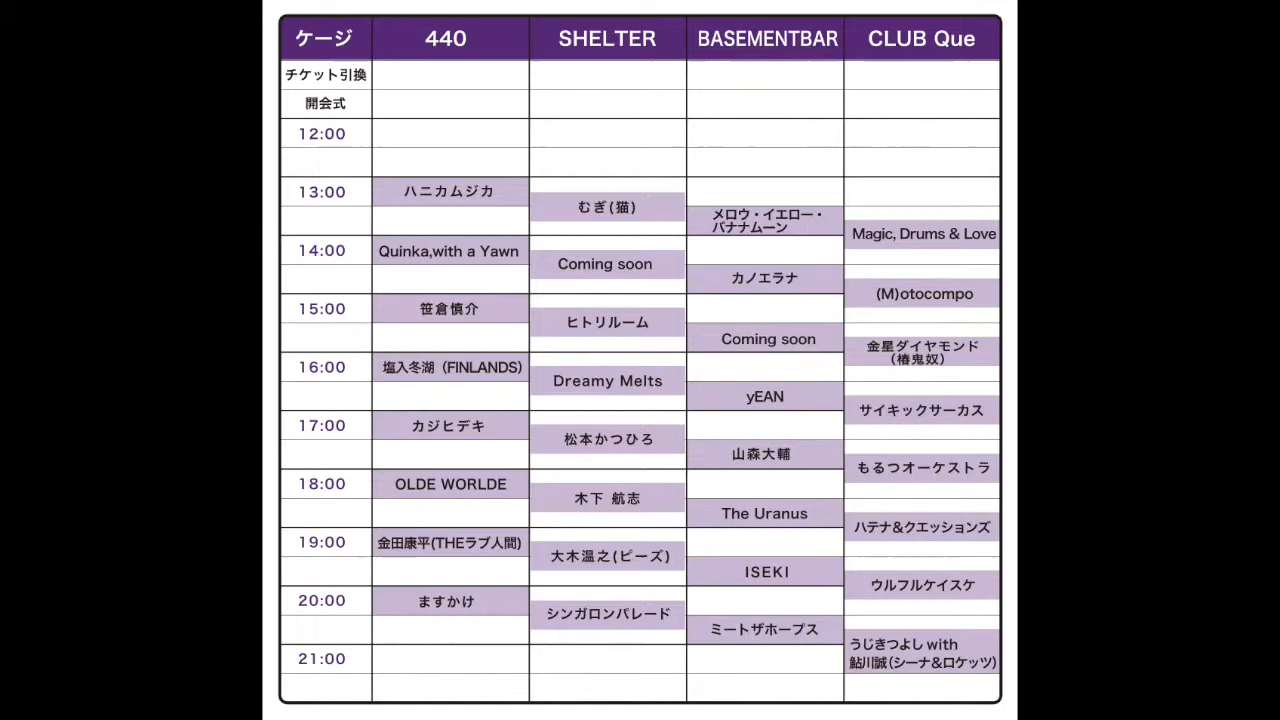 ケージ 440 SHELTER BASEMENTBAR CLUB Que
チケット引換
開会式
12:00
13:00 ハニカムジカ
むぎ(猫)
メロウ・イエロー・
バナナムーン
Magic, Drums & Love
14:00 Quinka,with a Yawn
Coming soon
カノエラナ
(M)otocompo
15:00 笹倉慎介
ヒトリルーム
Coming soon
金星ダイヤモンド
(椿鬼奴)
16:00 塩入冬湖（FINLANDS）
Dreamy Melts
yEAN
サイキックサーカス
17:00 カジヒデキ
松本かつひろ
山森大輔
もるつオーケストラ
18:00 OLDE WORLDE
木下 航志
The Uranus
ハテナ&クエッションズ
19:00 金田康平(THEラブ人間)
大木温之(ピーズ)
ISEKI
ウルフルケイスケ
20:00 ますかけ
シンガロンパレード
ミートザホープス
うじきつよし with
鮎川誠(シーナ&ロケッツ)
21:00